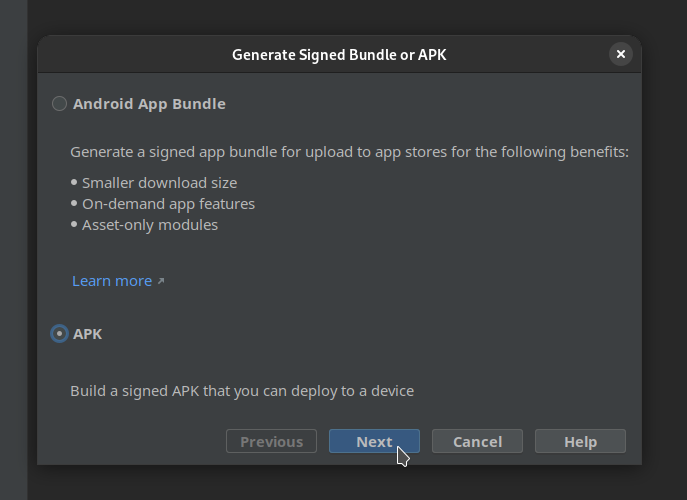 Generate Signed Bundle or APK
Android App Bundle
Generate a signed app bundle for upload to app stores for the following benefits:
• Smaller download size
• On-demand app features
• Asset-only modules
Learn more ↗
APK
Build a signed APK that you can deploy to a device
Previous Next Cancel Help